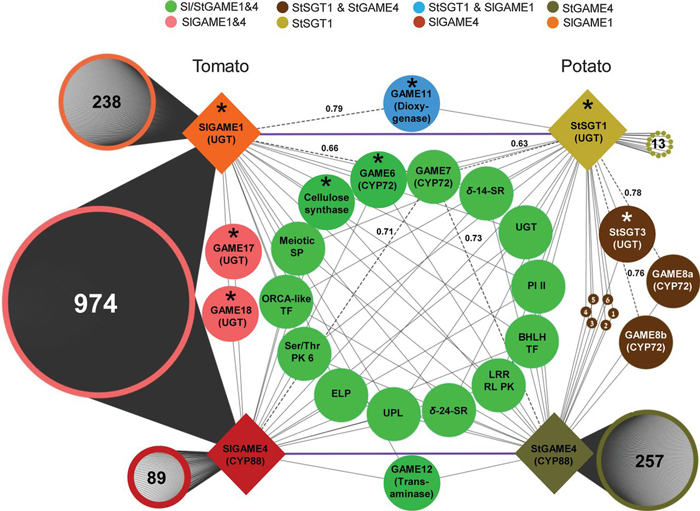 Sl/StGAME1&4
StSGT1 & StGAME4
StSGT1 & SlGAME1
StGAME4
SlGAME1&4
StSGT1
SlGAME4
SlGAME1
Tomato
Potato
238
*
SlGAME1
(UGT)
0.79
*
GAME11
(Dioxy-
genase)
*
StSGT1
(UGT)
13
0.66
0.63
*
GAME6
(CYP72)
GAME7
(CYP72)
δ-14-SR
*
Cellulose
synthase
0.78
*
StSGT3
(UGT)
UGT
Meiotic
SP
0.71
0.73
*
GAME17
(UGT)
0.76
GAME8a
(CYP72)
974
PI II
ORCA-like
TF
*
GAME18
(UGT)
5
6
4
1
3
2
GAME8b
(CYP72)
BHLH
TF
Ser/Thr
PK 6
LRR
RL PK
ELP
UPL
δ-24-SR
SlGAME4
(CYP88)
StGAME4
(CYP88)
89
257
GAME12
(Trans-
aminase)